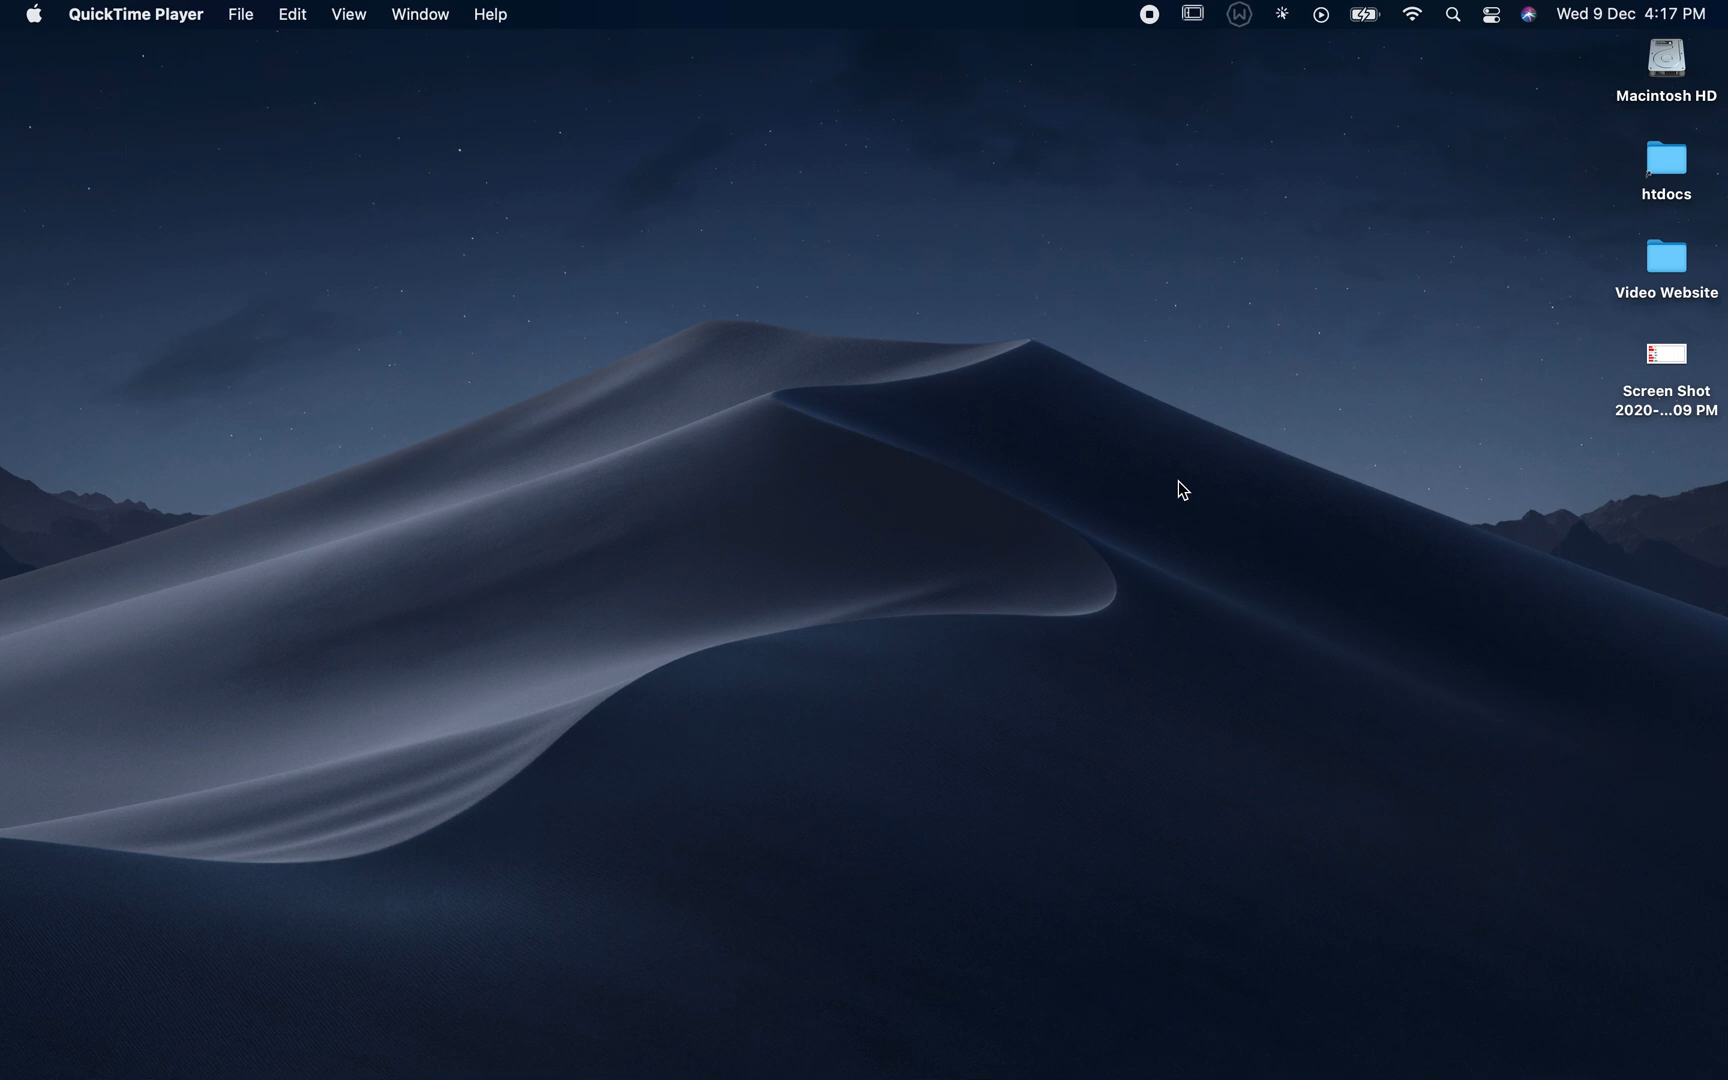 QuickTime Player File Edit View Window Help Wed 9 Dec 4:17 PM
Macintosh HD
htdocs
Video Website
Screen Shot
2020-...09 PM